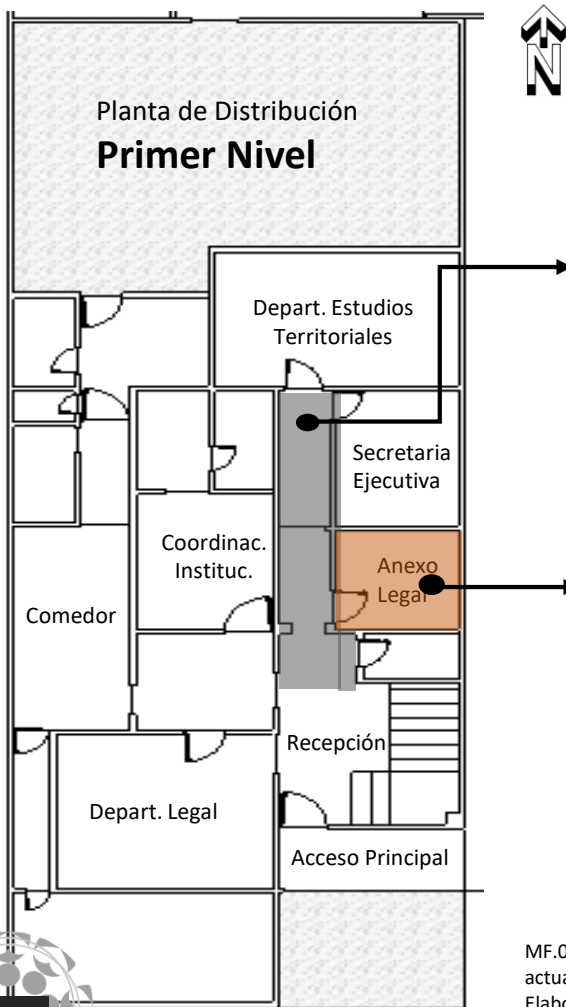 Planta de Distribución
Primer Nivel
N
Depart. Estudios
Territoriales
Secretaria
Ejecutiva
Coordinac.
Instituc.
Anexo
Legal
Comedor
Recepción
Depart. Legal
Acceso Principal
MF.0
actua
Elabo